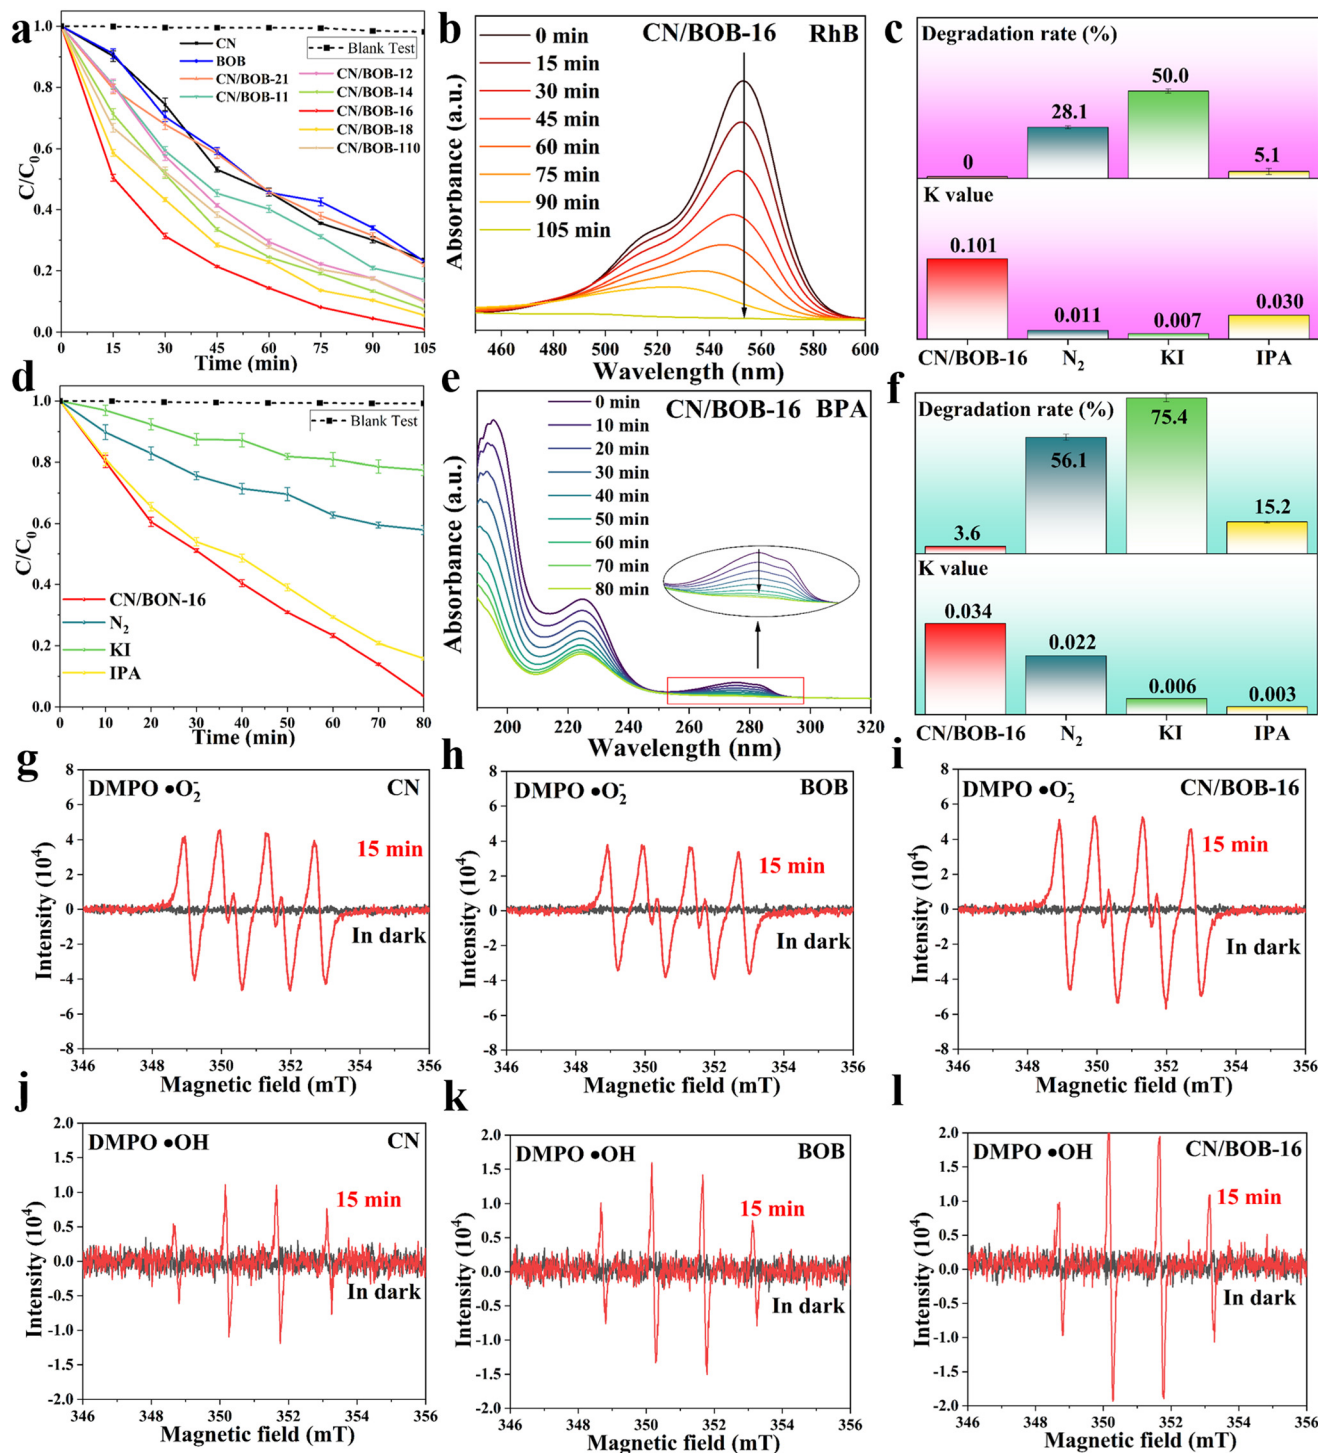 a
C/C₀
1.0
0.8
0.6
0.4
0.2
0.0
CN
BOB
CN/BOB-21
CN/BOB-11
Blank Test
CN/BOB-12
CN/BOB-14
CN/BOB-16
CN/BOB-18
CN/BOB-110
0 15 30 45 60 75 90 105
Time (min)
b
CN/BOB-16 RhB
Absorbance (a.u.)
0 min
15 min
30 min
45 min
60 min
75 min
90 min
105 min
460 480 500 520 540 560 580 600
Wavelength (nm)
c
Degradation rate (%)
0 28.1 50.0 5.1
K value
0.101 0.011 0.007 0.030
CN/BOB-16 N₂ KI IPA
d
C/C₀
1.0
0.8
0.6
0.4
0.2
0.0
Blank Test
CN/BON-16
N₂
KI
IPA
0 10 20 30 40 50 60 70 80
Time (min)
e
CN/BOB-16 BPA
Absorbance (a.u.)
0 min
10 min
20 min
30 min
40 min
50 min
60 min
70 min
80 min
200 220 240 260 280 300 320
Wavelength (nm)
f
Degradation rate (%)
3.6 56.1 75.4 15.2
K value
0.034 0.022 0.006 0.003
CN/BOB-16 N₂ KI IPA
g
DMPO •O₂⁻ CN
Intensity (10⁴)
8
6
4
2
0
-2
-4
-6
-8
15 min
In dark
346 348 350 352 354 356
Magnetic field (mT)
h
DMPO •O₂⁻ BOB
Intensity (10⁴)
8
6
4
2
0
-2
-4
-6
-8
15 min
In dark
346 348 350 352 354 356
Magnetic field (mT)
i
DMPO •O₂⁻ CN/BOB-16
Intensity (10⁴)
8
6
4
2
0
-2
-4
-6
-8
15 min
In dark
346 348 350 352 354 356
Magnetic field (mT)
j
DMPO •OH CN
Intensity (10⁴)
2.0
1.5
1.0
0.5
0.0
-0.5
-1.0
-1.5
-2.0
15 min
In dark
346 348 350 352 354 356
Magnetic field (mT)
k
DMPO •OH BOB
Intensity (10⁴)
2.0
1.5
1.0
0.5
0.0
-0.5
-1.0
-1.5
-2.0
15 min
In dark
346 348 350 352 354 356
Magnetic field (mT)
l
DMPO •OH CN/BOB-16
Intensity (10⁴)
2.0
1.5
1.0
0.5
0.0
-0.5
-1.0
-1.5
-2.0
15 min
In dark
346 348 350 352 354 356
Magnetic field (mT)